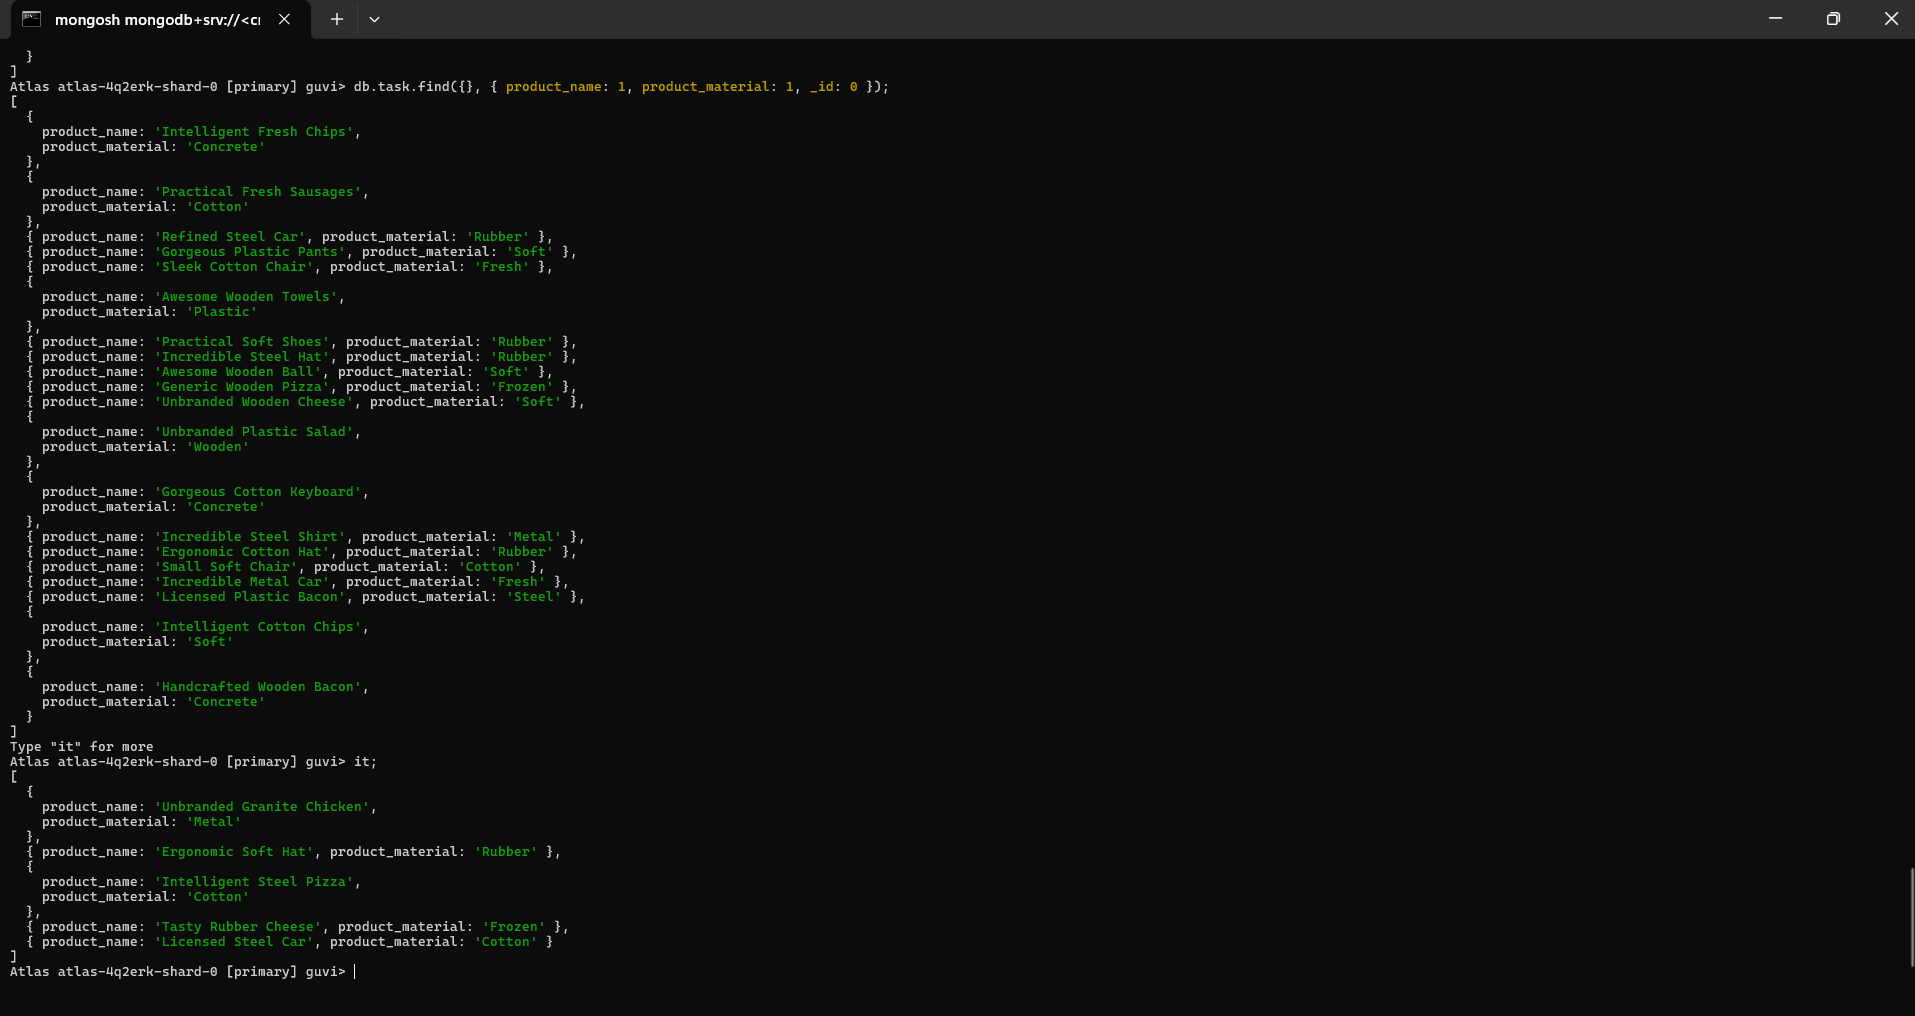 mongosh mongodb+srv://<cr
  }
]
Atlas atlas-4q2erk-shard-0 [primary] guvi> db.task.find({}, { product_name: 1, product_material: 1, _id: 0 });
[
  {
    product_name: 'Intelligent Fresh Chips',
    product_material: 'Concrete'
  },
  {
    product_name: 'Practical Fresh Sausages',
    product_material: 'Cotton'
  },
  { product_name: 'Refined Steel Car', product_material: 'Rubber' },
  { product_name: 'Gorgeous Plastic Pants', product_material: 'Soft' },
  { product_name: 'Sleek Cotton Chair', product_material: 'Fresh' },
  {
    product_name: 'Awesome Wooden Towels',
    product_material: 'Plastic'
  },
  { product_name: 'Practical Soft Shoes', product_material: 'Rubber' },
  { product_name: 'Incredible Steel Hat', product_material: 'Rubber' },
  { product_name: 'Awesome Wooden Ball', product_material: 'Soft' },
  { product_name: 'Generic Wooden Pizza', product_material: 'Frozen' },
  { product_name: 'Unbranded Wooden Cheese', product_material: 'Soft' },
  {
    product_name: 'Unbranded Plastic Salad',
    product_material: 'Wooden'
  },
  {
    product_name: 'Gorgeous Cotton Keyboard',
    product_material: 'Concrete'
  },
  { product_name: 'Incredible Steel Shirt', product_material: 'Metal' },
  { product_name: 'Ergonomic Cotton Hat', product_material: 'Rubber' },
  { product_name: 'Small Soft Chair', product_material: 'Cotton' },
  { product_name: 'Incredible Metal Car', product_material: 'Fresh' },
  { product_name: 'Licensed Plastic Bacon', product_material: 'Steel' },
  {
    product_name: 'Intelligent Cotton Chips',
    product_material: 'Soft'
  },
  {
    product_name: 'Handcrafted Wooden Bacon',
    product_material: 'Concrete'
  }
]
Type "it" for more
Atlas atlas-4q2erk-shard-0 [primary] guvi> it;
[
  {
    product_name: 'Unbranded Granite Chicken',
    product_material: 'Metal'
  },
  { product_name: 'Ergonomic Soft Hat', product_material: 'Rubber' },
  {
    product_name: 'Intelligent Steel Pizza',
    product_material: 'Cotton'
  },
  { product_name: 'Tasty Rubber Cheese', product_material: 'Frozen' },
  { product_name: 'Licensed Steel Car', product_material: 'Cotton' }
]
Atlas atlas-4q2erk-shard-0 [primary] guvi>